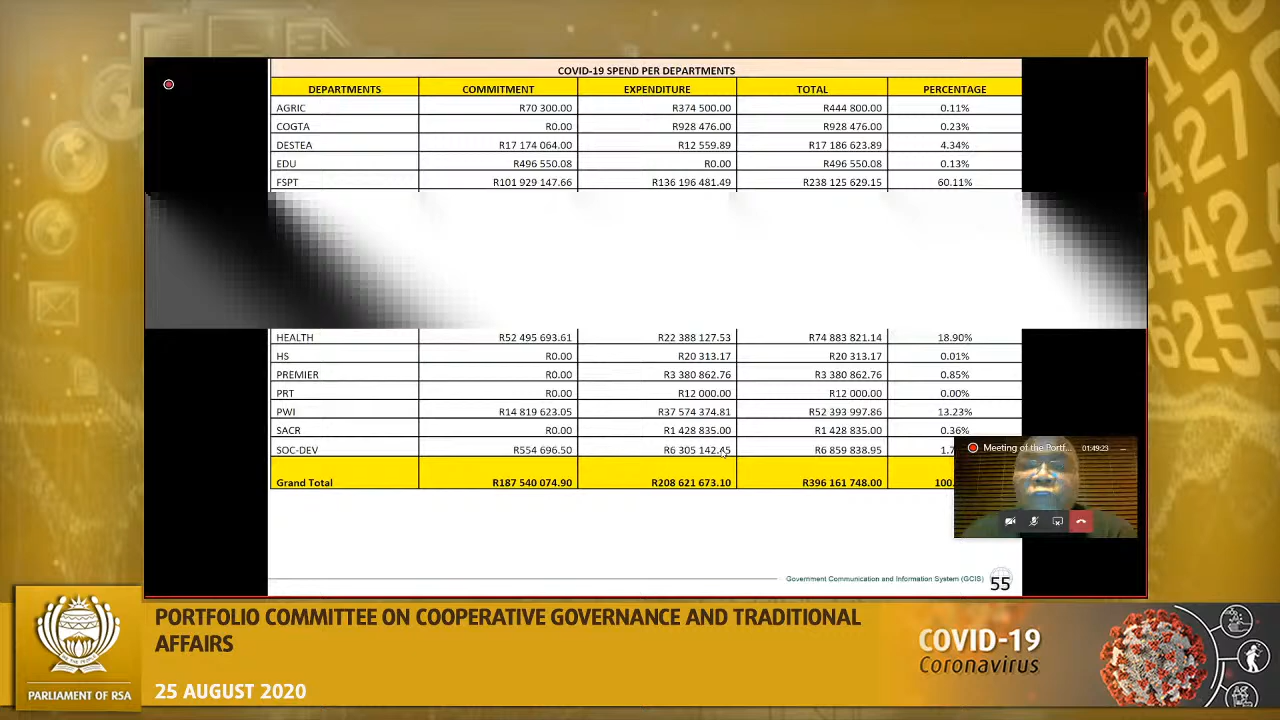 COVID-19 SPEND PER DEPARTMENTS
DEPARTMENTS COMMITMENT EXPENDITURE TOTAL PERCENTAGE
AGRIC R70 300.00 R374 500.00 R444 800.00 0.11%
COGTA R0.00 R928 476.00 R928 476.00 0.23%
DESTEA R17 174 064.00 R12 559.89 R17 186 623.89 4.34%
EDU R496 550.08 R0.00 R496 550.08 0.13%
FSPT R101 929 147.66 R136 196 481.49 R238 125 629.15 60.11%
HEALTH R52 495 693.61 R22 388 127.53 R74 883 821.14 18.90%
HS R0.00 R20 313.17 R20 313.17 0.01%
PREMIER R0.00 R3 380 862.76 R3 380 862.76 0.85%
PRT R0.00 R12 000.00 R12 000.00 0.00%
PWI R14 819 623.05 R37 574 374.81 R52 393 997.86 13.23%
SACR R0.00 R1 428 835.00 R1 428 835.00 0.36%
SOC-DEV R554 696.50 R6 305 142.45 R6 859 838.95 1.7
Grand Total R187 540 074.90 R208 621 673.10 R396 161 748.00 100
Meeting of the Portf... 01:49:23
Government Communication and Information System (GCIS) 55
PORTFOLIO COMMITTEE ON COOPERATIVE GOVERNANCE AND TRADITIONAL
AFFAIRS
25 AUGUST 2020
PARLIAMENT OF RSA
COVID-19
Coronavirus